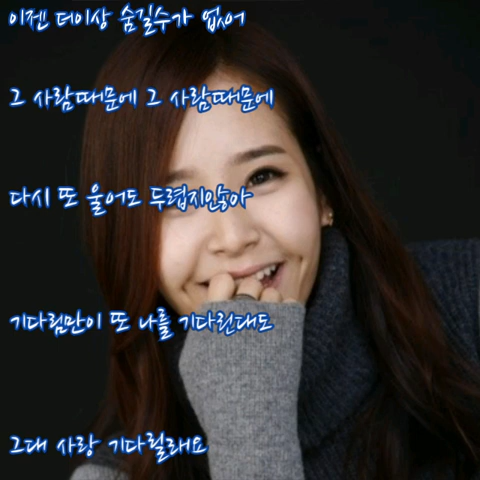 이젠 더이상 숨길수가 없어
그 사람때문에 그 사람때문에
다시 또 울어도 두렵지않아
기다림만이 또 나를 기다린대도
그대 사랑 기다릴래요